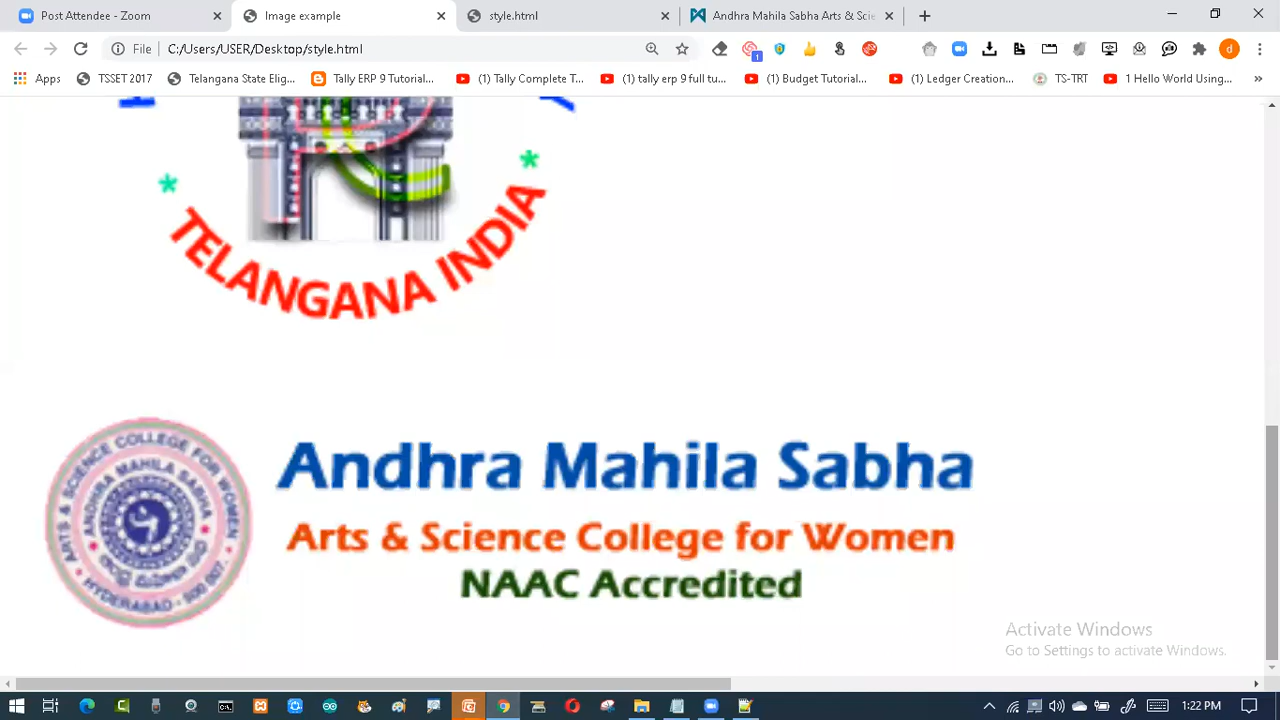 Post Attendee - Zoom
Image example
style.html
Andhra Mahila Sabha Arts & Scie
File
C:/Users/USER/Desktop/style.html
1
d
Apps
TSSET 2017
Telangana State Elig...
Tally ERP 9 Tutorial...
(1) Tally Complete T...
(1) tally erp 9 full tu...
(1) Budget Tutorial...
(1) Ledger Creation...
TS-TRT
1 Hello World Using...
* TELANGANA INDIA *
ARTS & SCIENCE COLLEGE FOR WOMEN
ANDHRA MAHILA SABHA
HYDERABAD - 500 007.
Andhra Mahila Sabha
Arts & Science College for Women
NAAC Accredited
Activate Windows
Go to Settings to activate Windows.
1:22 PM